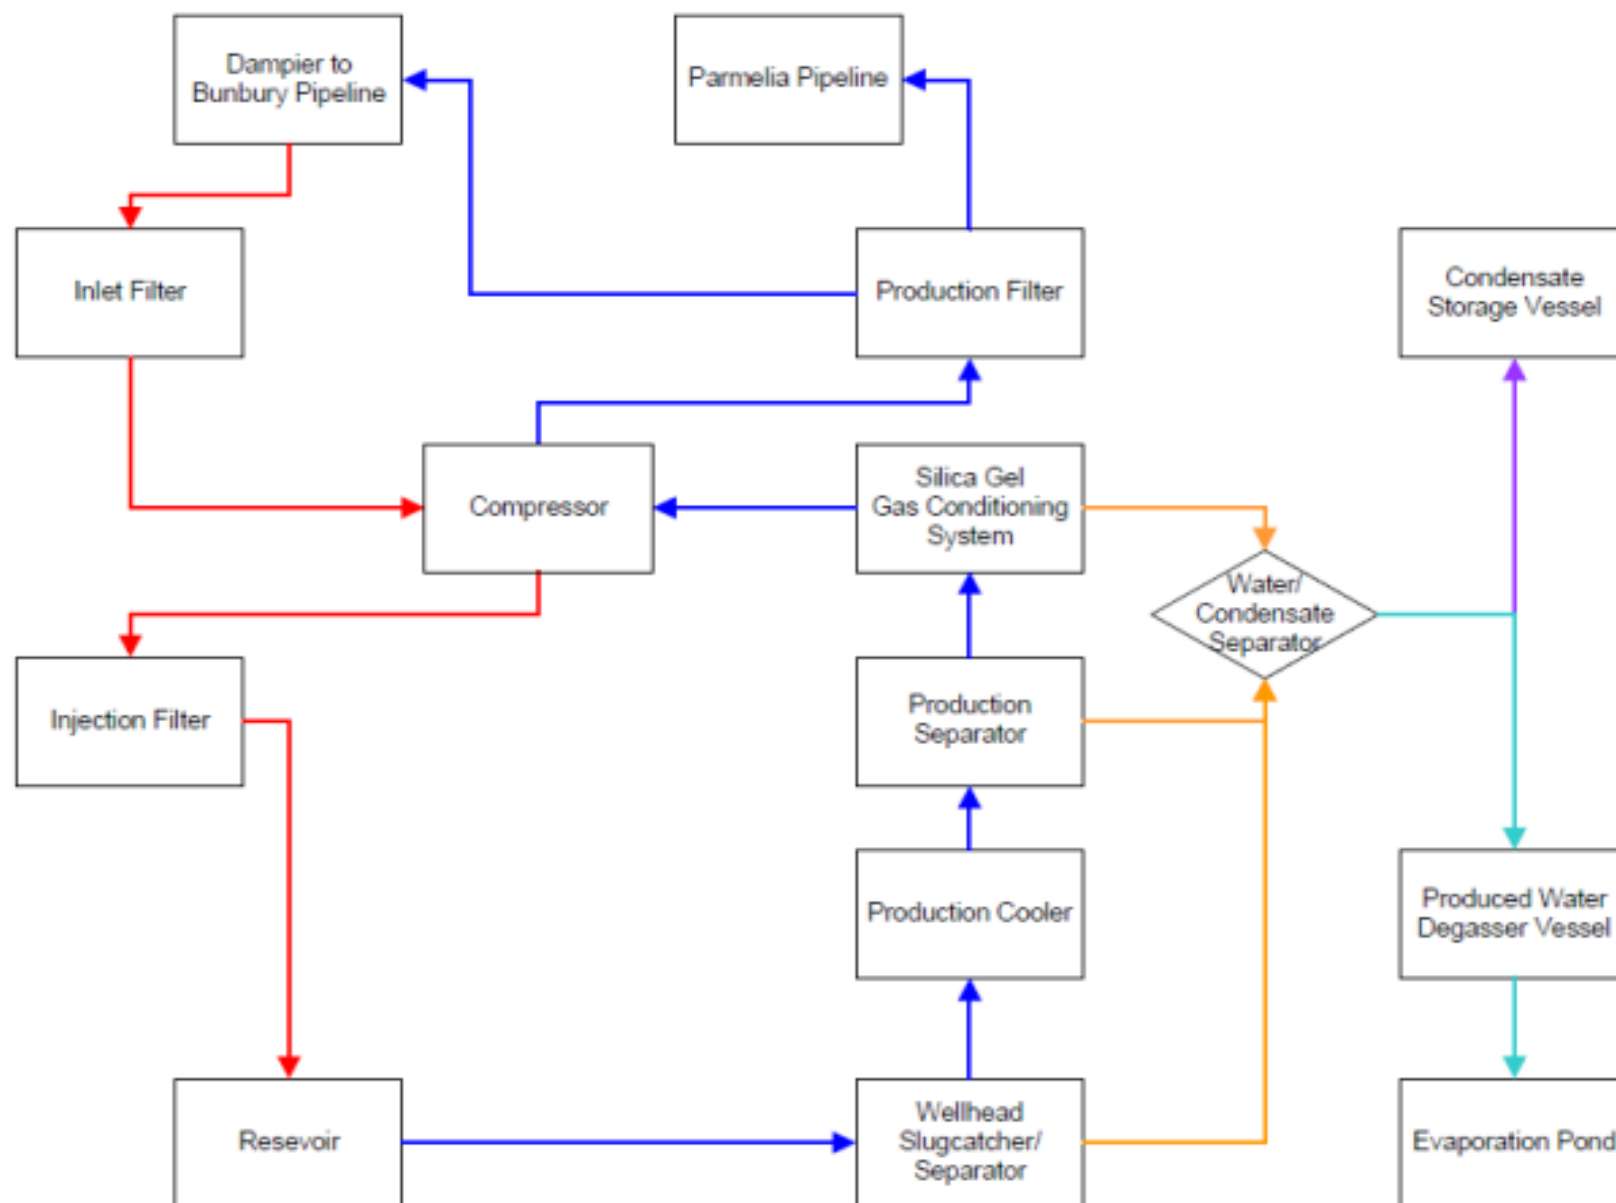 Dampier to
Bunbury Pipeline
Parmelia Pipeline
Inlet Filter
Production Filter
Condensate
Storage Vessel
Compressor
Silica Gel
Gas Conditioning
System
Water/
Condensate
Separator
Injection Filter
Production
Separator
Production Cooler
Produced Water
Degasser Vessel
Resevoir
Wellhead
Slugcatcher/
Separator
Evaporation Pond